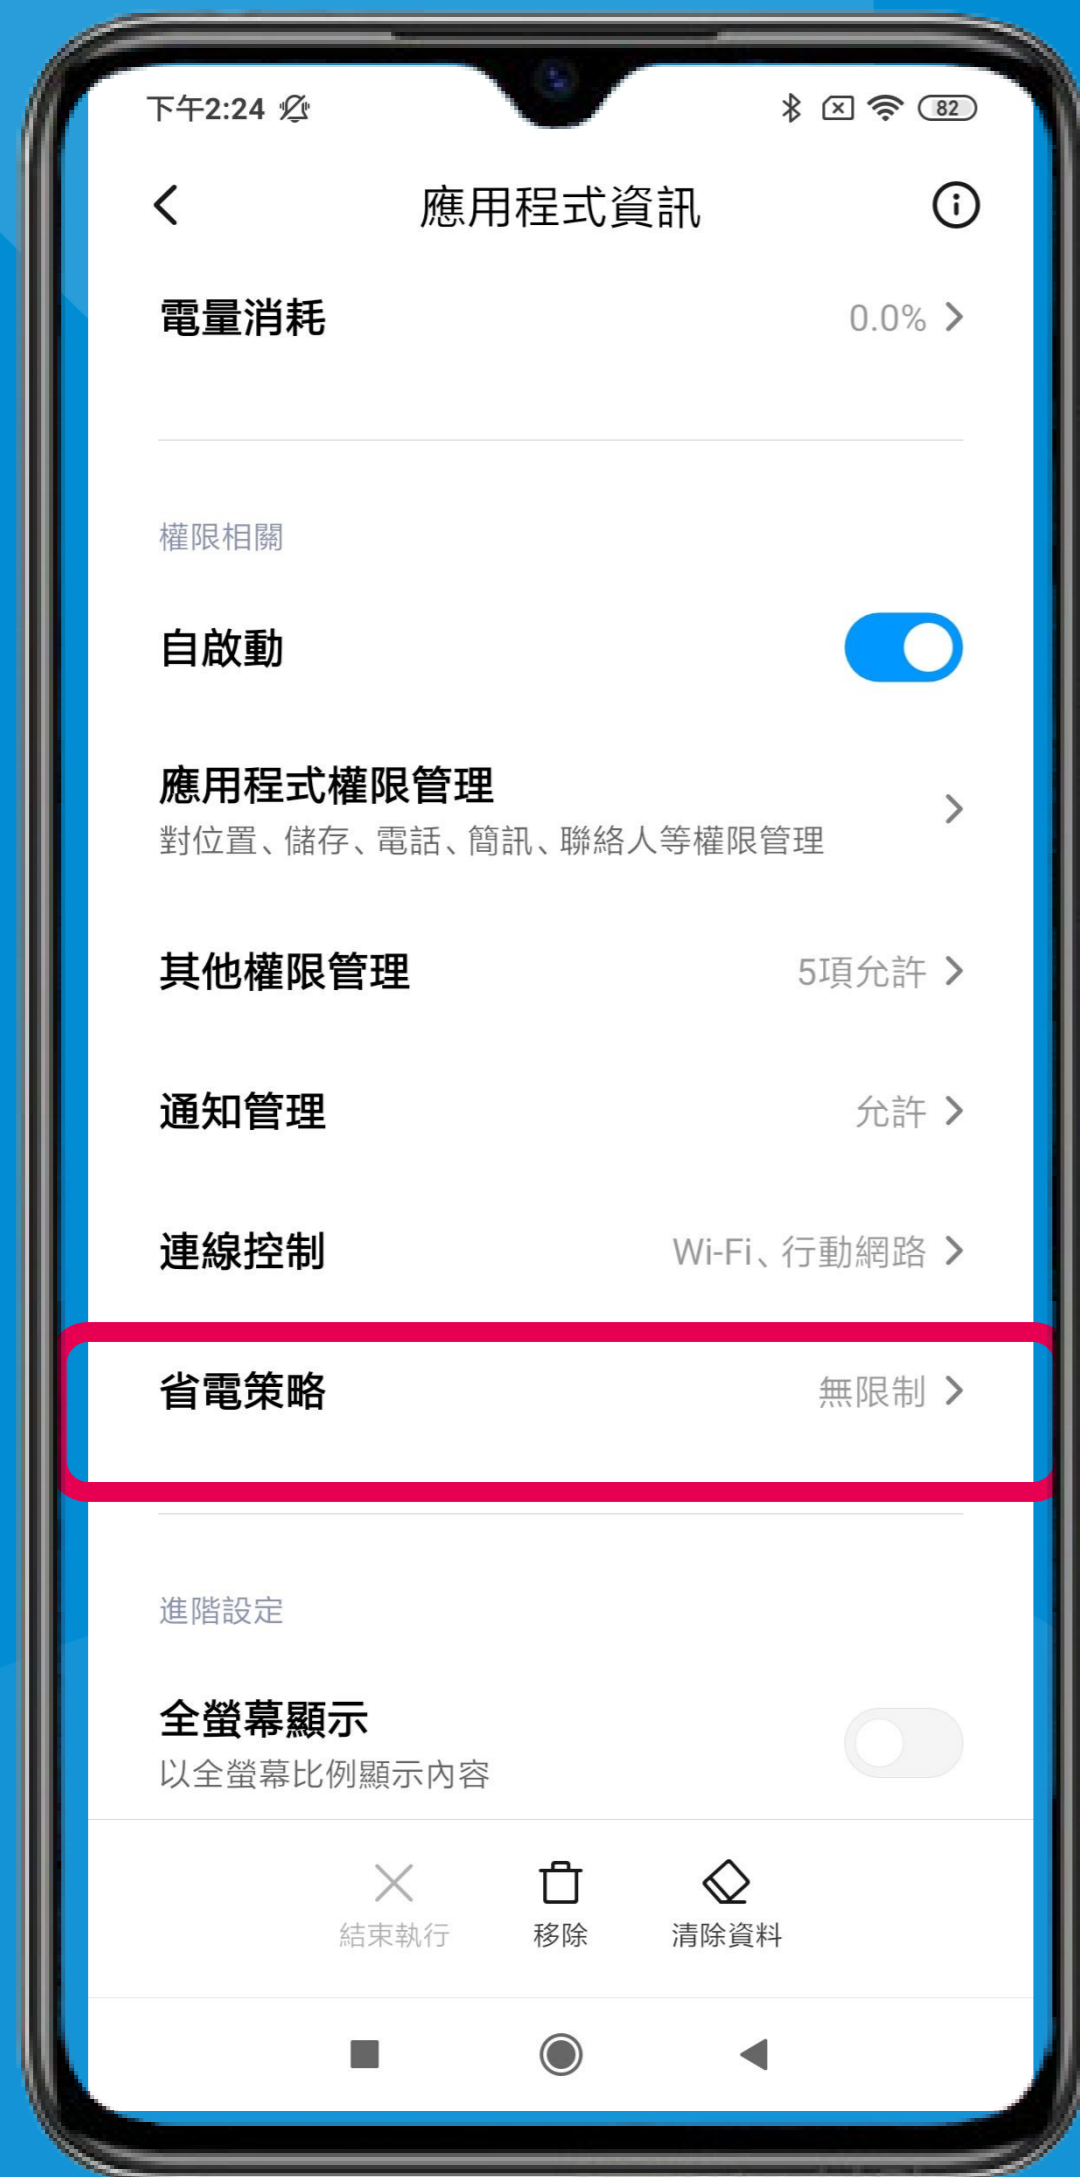 下午2:24
82
應用程式資訊
電量消耗 0.0%
權限相關
自啟動
應用程式權限管理
對位置、儲存、電話、簡訊、聯絡人等權限管理
其他權限管理 5項允許
通知管理 允許
連線控制 Wi-Fi、行動網路
省電策略 無限制
進階設定
全螢幕顯示
以全螢幕比例顯示內容
結束執行 移除 清除資料